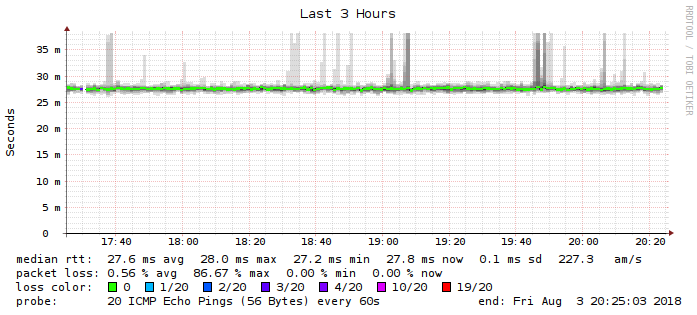 Last 3 Hours
RRDTOOL / TOBI OETIKER
Seconds
35 m
30 m
25 m
20 m
15 m
10 m
5 m
0
17:40 18:00 18:20 18:40 19:00 19:20 19:40 20:00 20:20
median rtt: 27.6 ms avg 28.0 ms max 27.2 ms min 27.8 ms now 0.1 ms sd 227.3 am/s
packet loss: 0.56 % avg 86.67 % max 0.00 % min 0.00 % now
loss color: 0 1/20 2/20 3/20 4/20 10/20 19/20
probe: 20 ICMP Echo Pings (56 Bytes) every 60s end: Fri Aug 3 20:25:03 2018